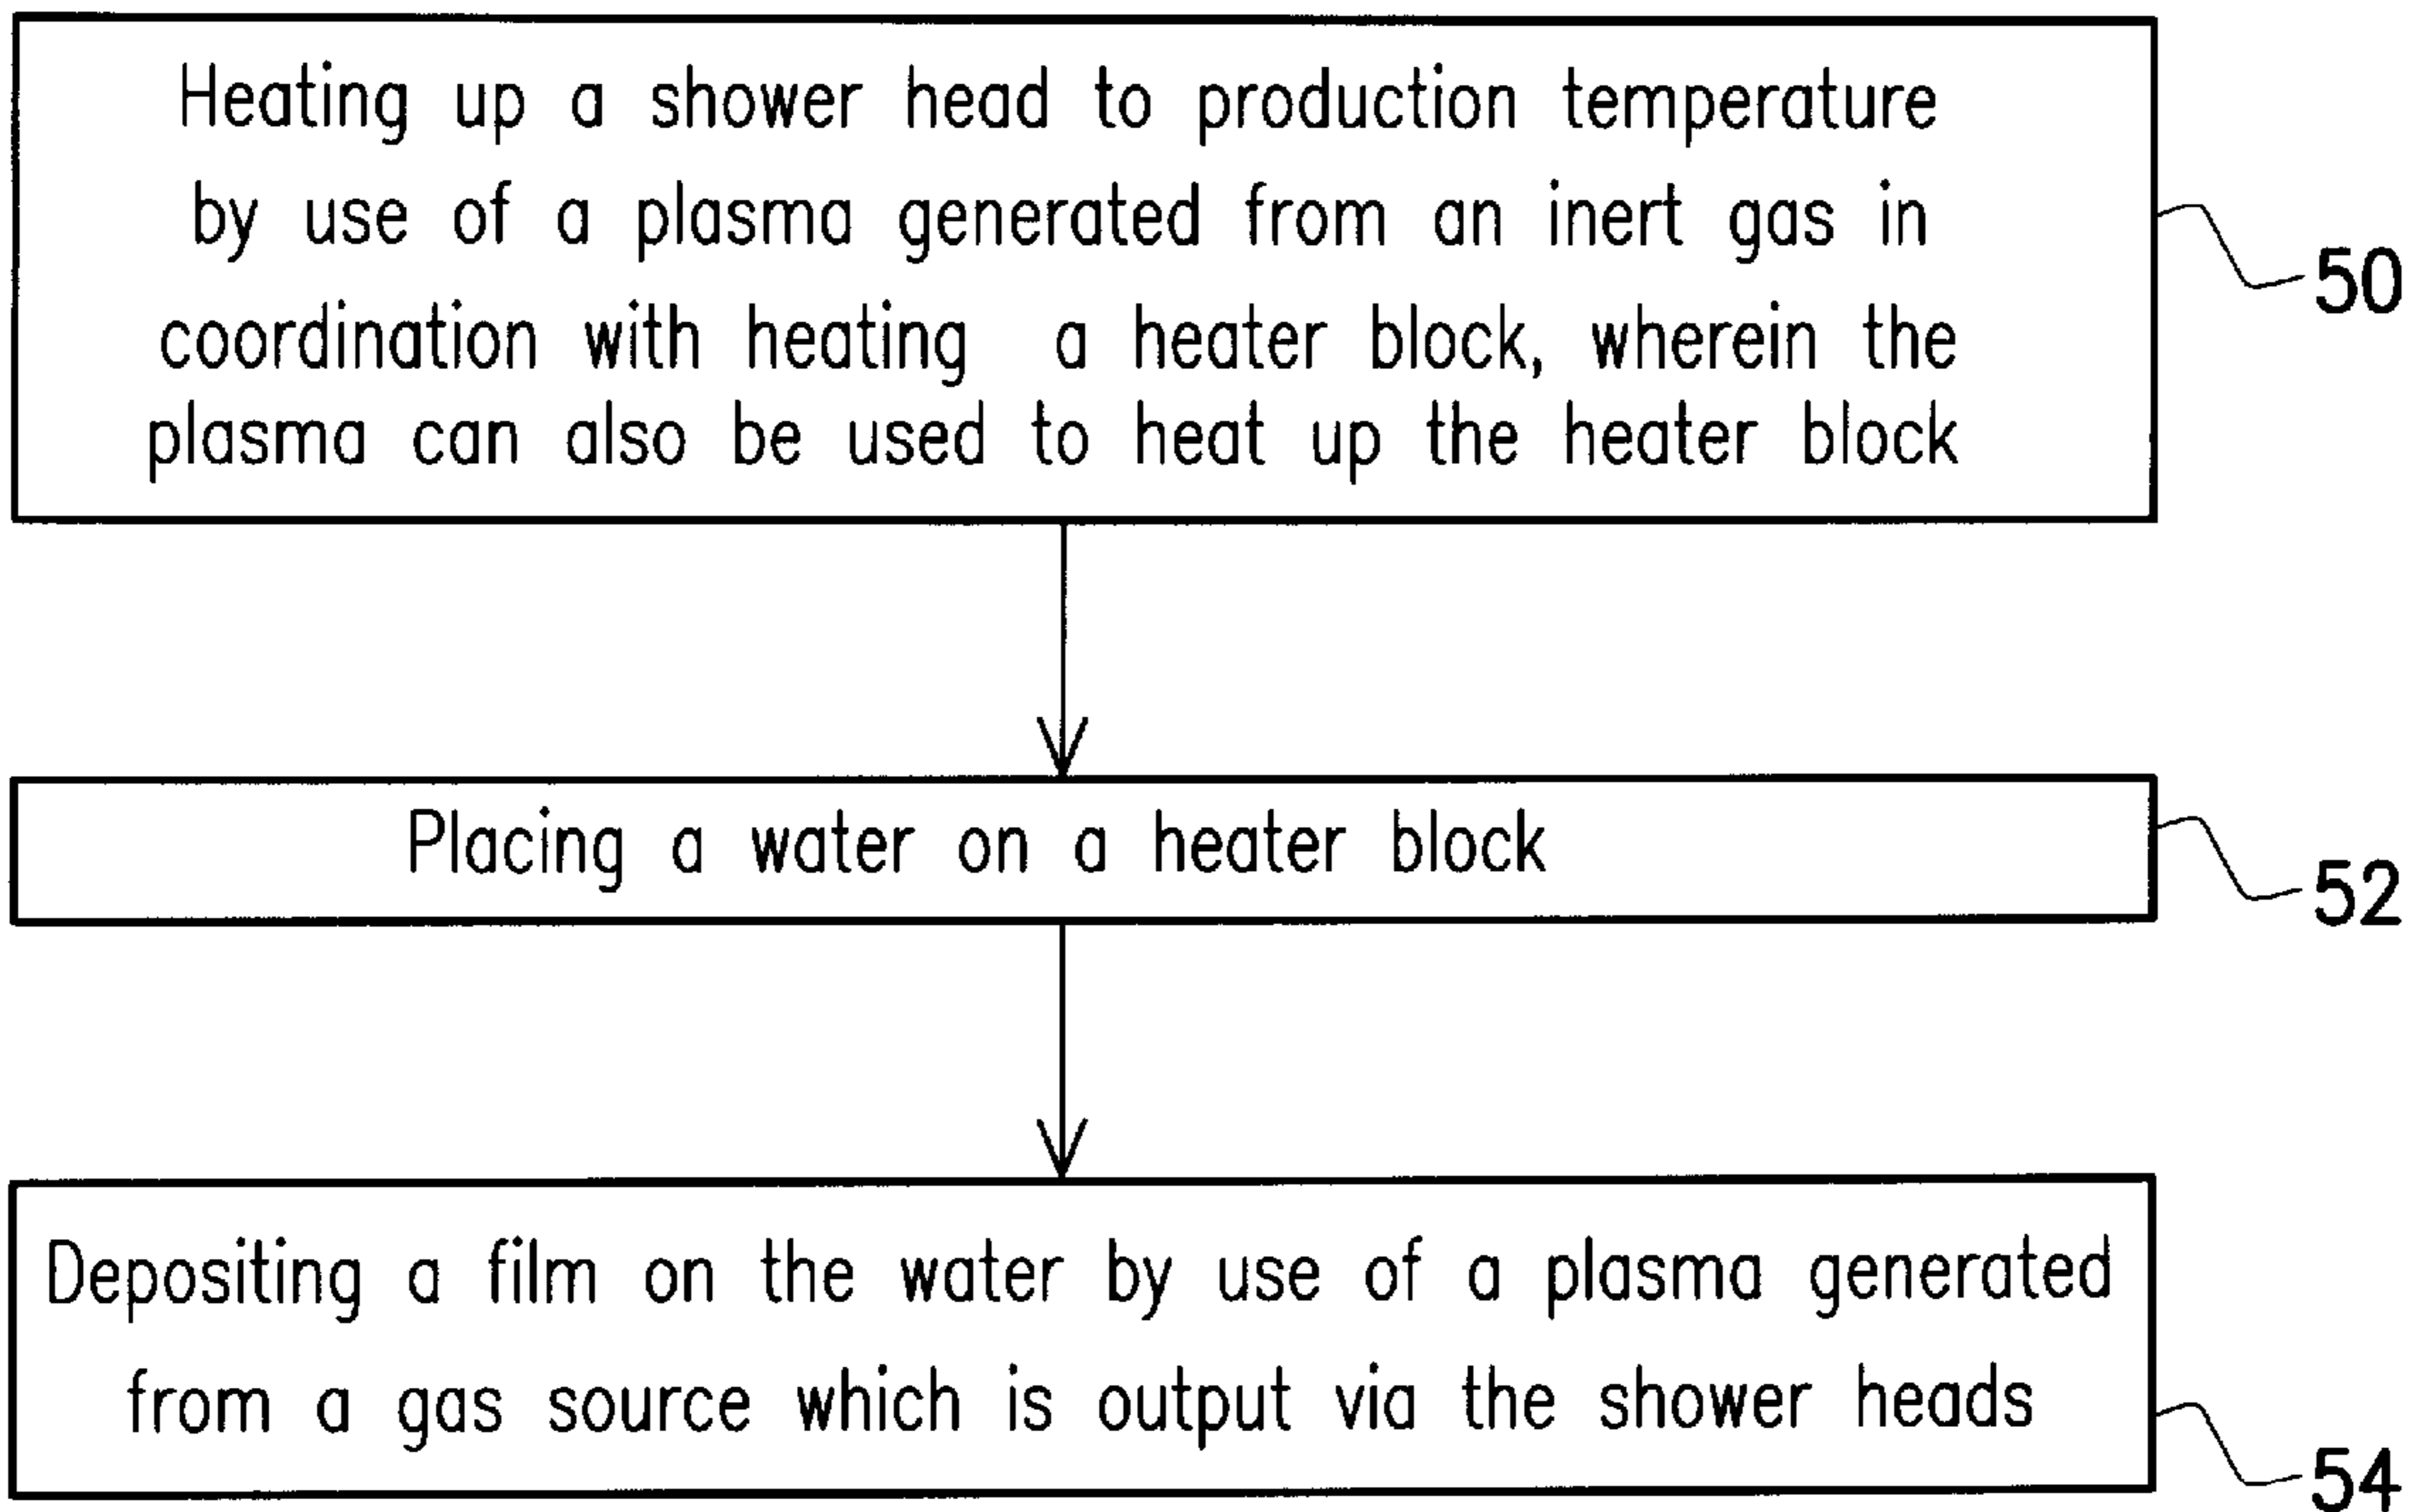 Heating up a shower head to production temperature
by use of a plasma generated from an inert gas in
coordination with heating a heater block, wherein the
plasma can also be used to heat up the heater block
50
Placing a water on a heater block
52
Depositing a film on the water by use of a plasma generated
from a gas source which is output via the shower heads
54